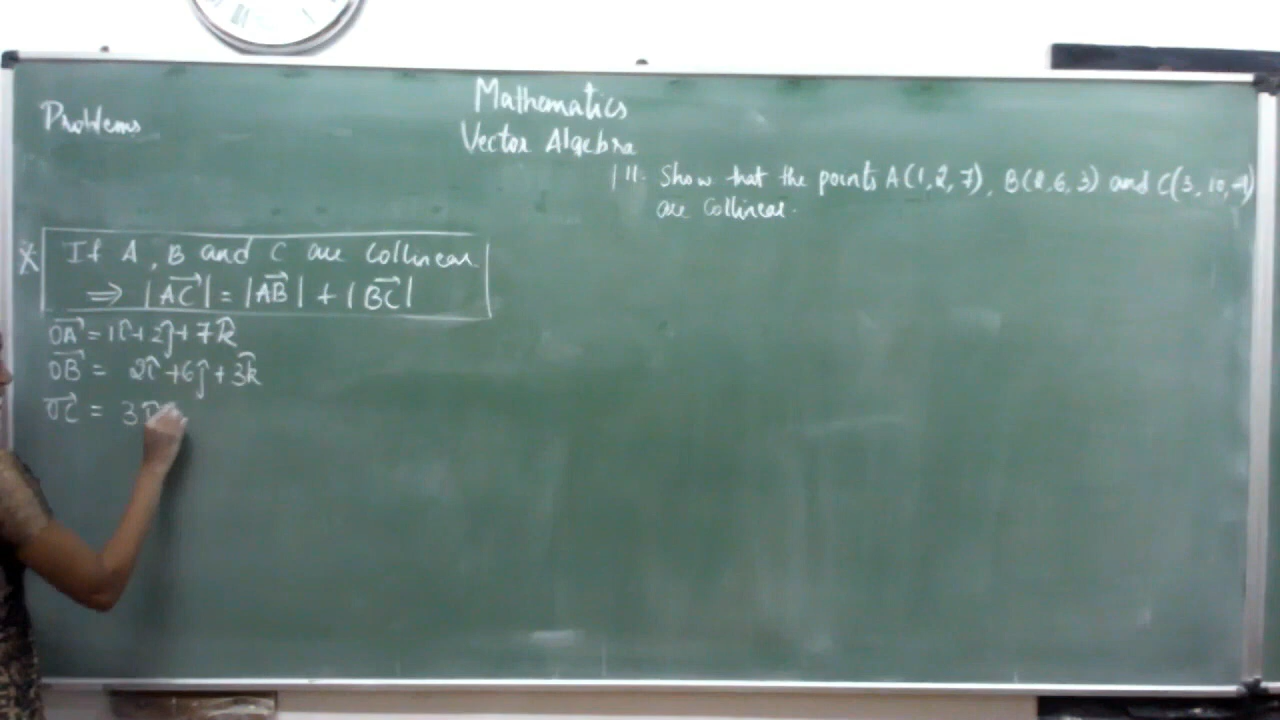 Mathematics
Problems
Vector Algebra
111. Show that the points A(1,2,7), B(2,6,3) and C(3,10,-1)
are Collinear.
* If A, B and C are Collinear
⇒ |AC⃗| = |AB⃗| + |BC⃗|
OA⃗ = 1î+2ĵ+7k̂
OB⃗ = 2î+6ĵ+3k̂
OC⃗ = 3î